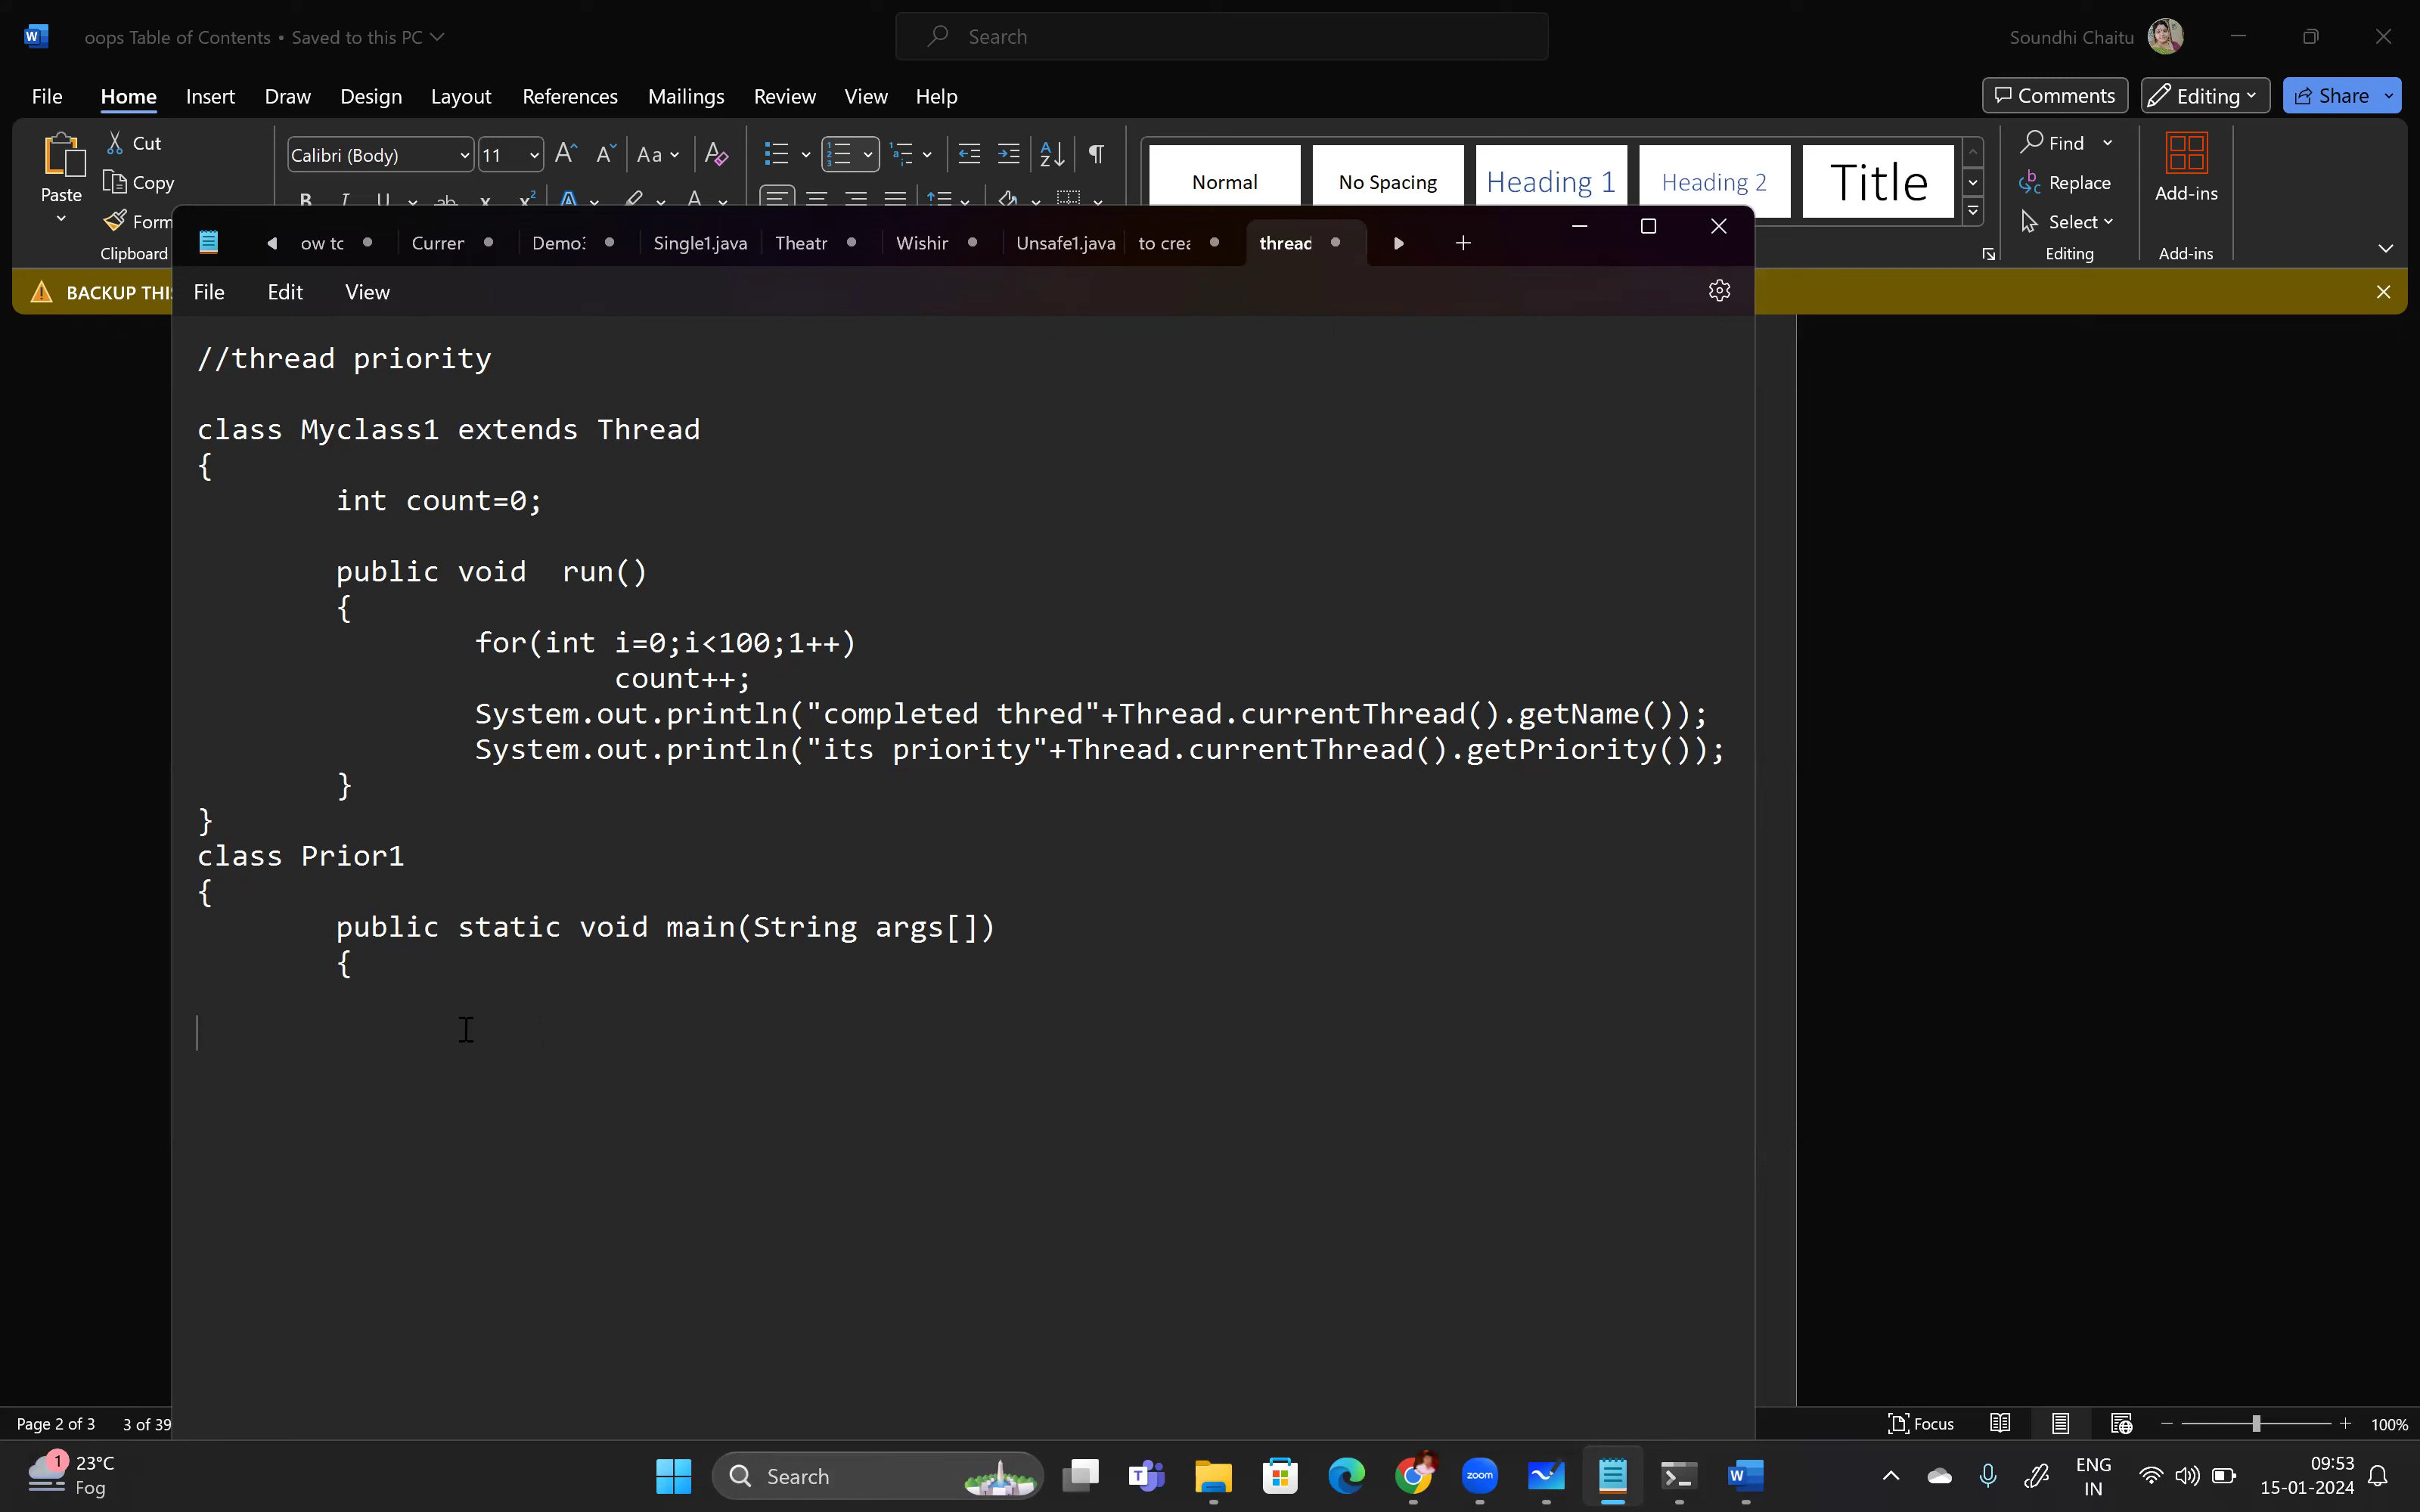 oops Table of Contents • Saved to this PC
Search
Soundhi Chaitu
File Home Insert Draw Design Layout References Mailings Review View Help
Comments Editing Share
Paste
Cut
Copy
Form
Clipboard
Calibri (Body) 11
Normal
No Spacing
Heading 1
Heading 2
Title
Find
Replace
Select
Editing
Add-ins
Add-ins
BACKUP THI
ow tc Currer Demo Single1.java Theatr Wishir Unsafe1.java to crea thread
File Edit View
//thread priority
class Myclass1 extends Thread
{
int count=0;
public void  run()
{
for(int i=0;i<100;1++)
count++;
System.out.println("completed thred"+Thread.currentThread().getName());
System.out.println("its priority"+Thread.currentThread().getPriority());
}
}
class Prior1
{
public static void main(String args[])
{
Page 2 of 3 3 of 39
Focus
100%
1
23°C
Fog
Search
zoom
ENG
IN
09:53
15-01-2024